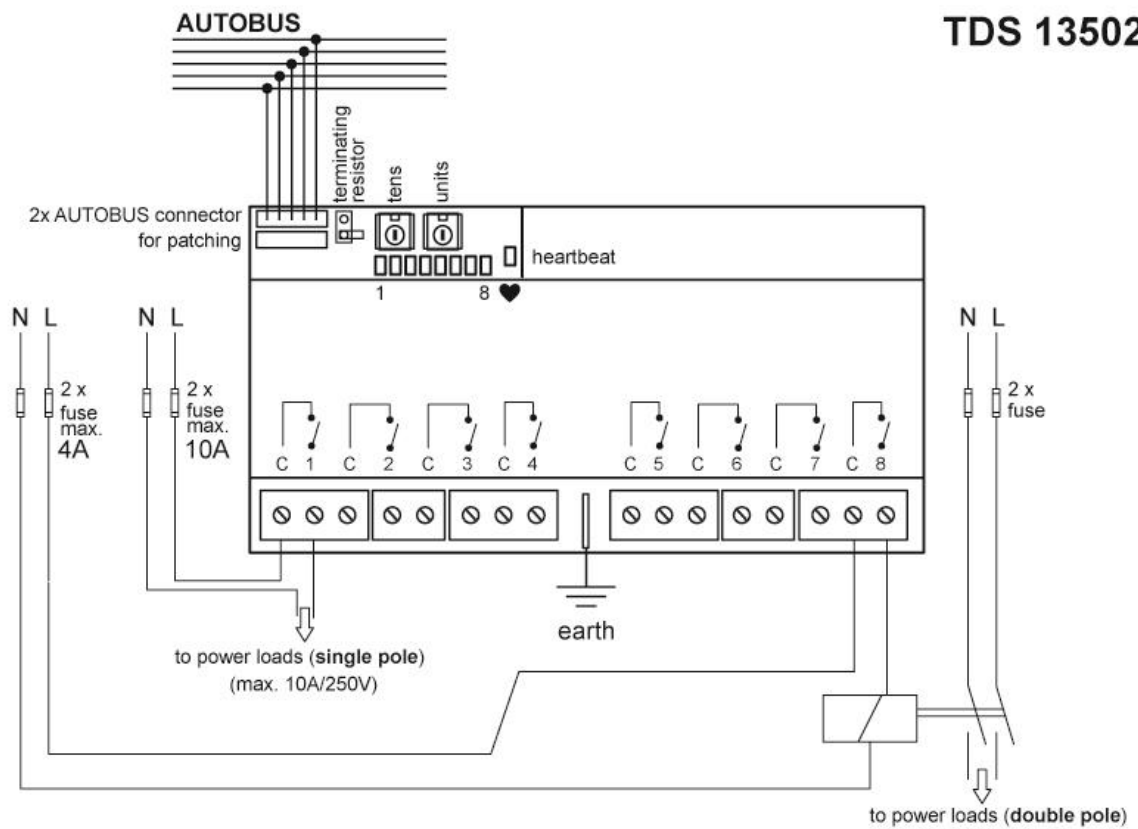 AUTOBUS
TDS 13502
terminating
resistor
tens
units
2x AUTOBUS connector
for patching
heartbeat
1 8
N L
N L
N L
2 x
fuse
max.
4A
2 x
fuse
max.
10A
2 x
fuse
C 1 C 2 C 3 C 4 C 5 C 6 C 7 C 8
earth
to power loads (single pole)
(max. 10A/250V)
to power loads (double pole)